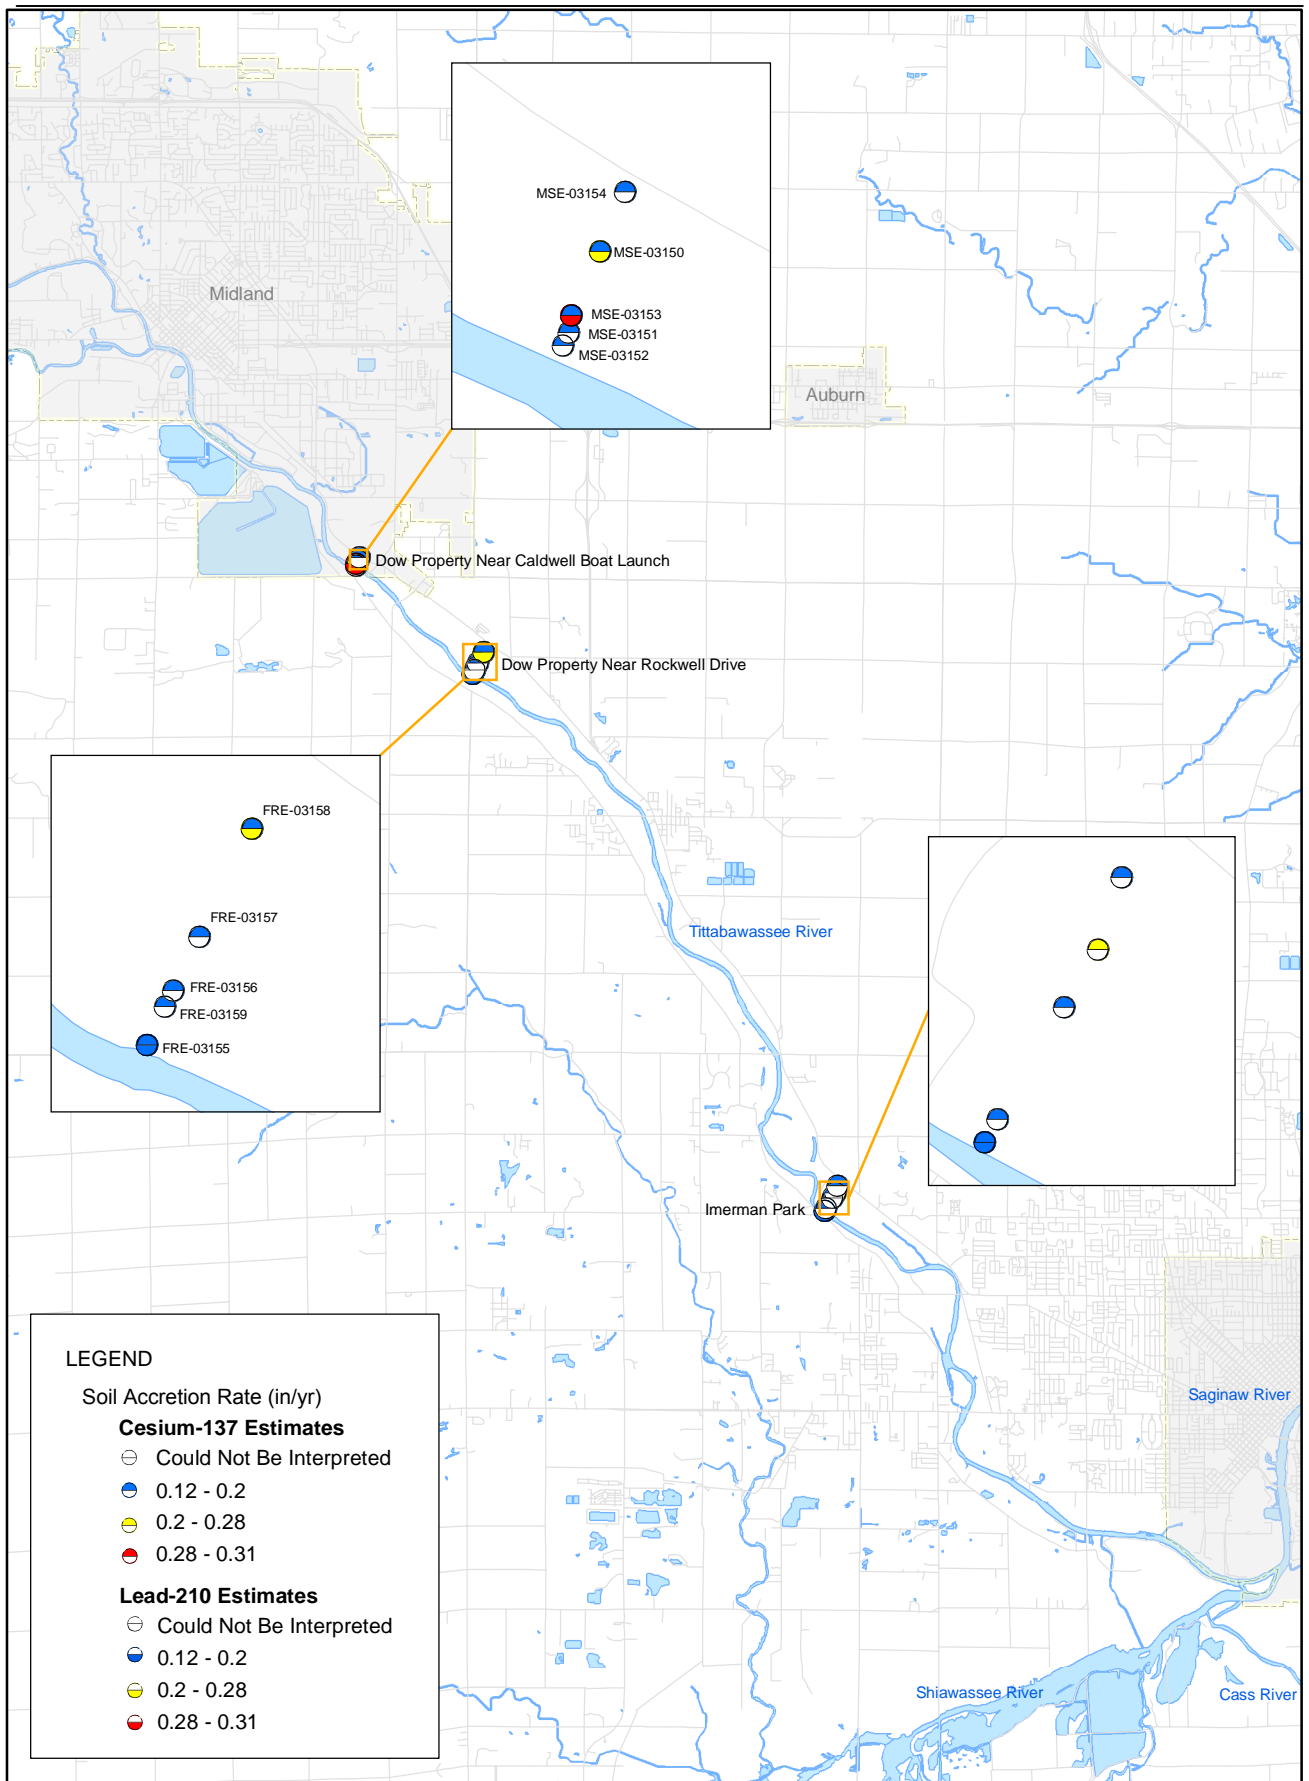 MSE-03154
MSE-03150
Midland
MSE-03153
MSE-03151
MSE-03152
Auburn
Dow Property Near Caldwell Boat Launch
Dow Property Near Rockwell Drive
FRE-03158
FRE-03157
Tittabawassee River
FRE-03156
FRE-03159
FRE-03155
Imerman Park
LEGEND
Soil Accretion Rate (in/yr)
Cesium-137 Estimates
Could Not Be Interpreted
0.12 - 0.2
0.2 - 0.28
0.28 - 0.31
Lead-210 Estimates
Could Not Be Interpreted
0.12 - 0.2
0.2 - 0.28
0.28 - 0.31
Saginaw River
Shiawassee River
Cass River